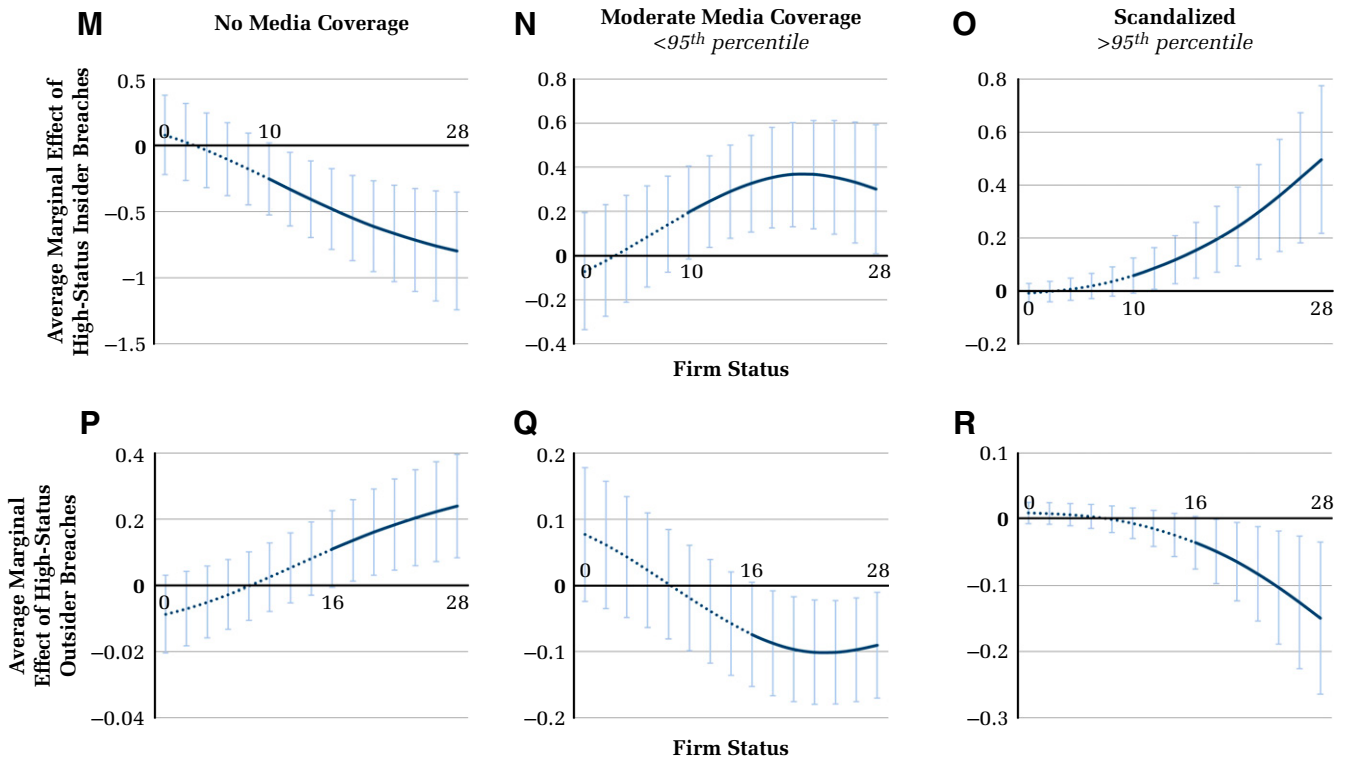 M
No Media Coverage
N
Moderate Media Coverage
<95th percentile
O
Scandalized
>95th percentile
Average Marginal Effect of
High-Status Insider Breaches
0.5
0
−0.5
−1
−1.5
0
10
28
0.8
0.6
0.4
0.2
0
−0.2
−0.4
0
10
28
0.8
0.6
0.4
0.2
0
−0.2
0
10
28
Firm Status
P
Q
R
Average Marginal
Effect of High-Status
Outsider Breaches
0.4
0.2
0
−0.02
−0.04
0
16
28
0.2
0.1
0
−0.1
−0.2
0
16
28
0.1
0
−0.1
−0.2
−0.3
0
16
28
Firm Status